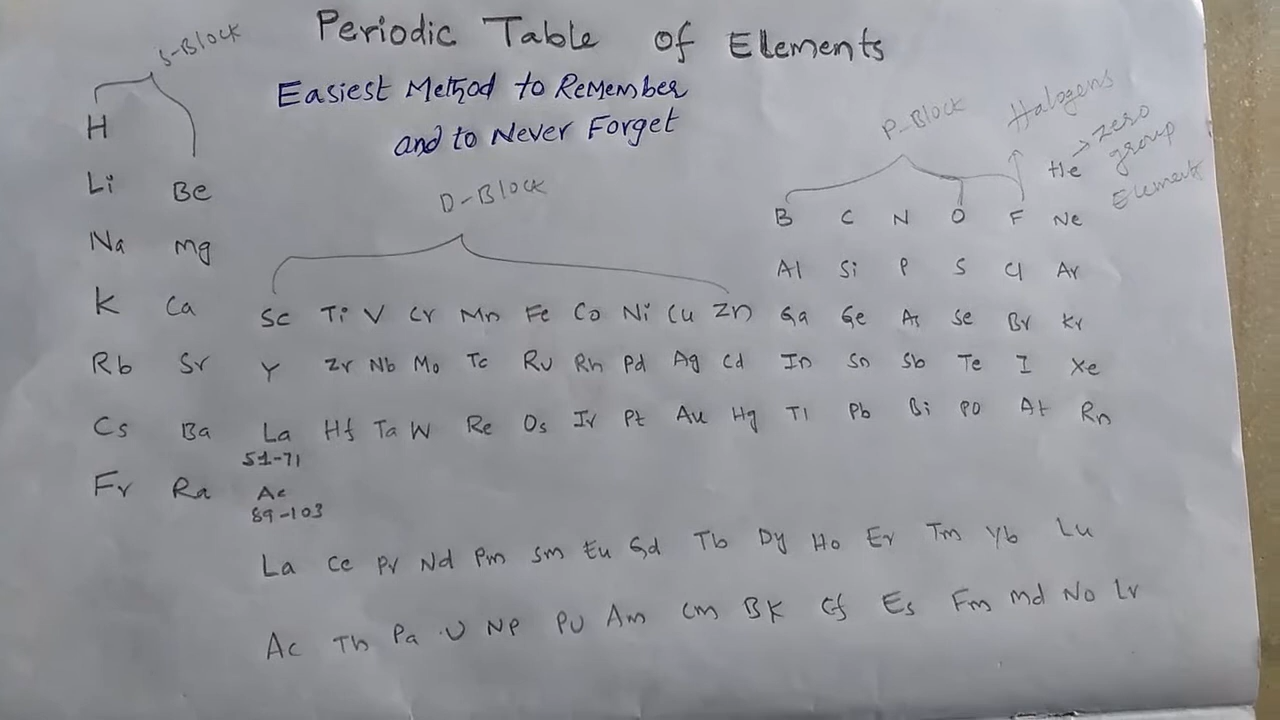 Periodic Table of Elements
S-Block
Easiest Method to Remember
and to Never Forget
P-Block
Halogens
H
He → Zero
group
Elements
D-Block
Li Be B C N O F Ne
Na Mg Al Si P S Cl Ar
K Ca Sc Ti V Cr Mn Fe Co Ni Cu Zn Ga Ge As Se Br Kr
Rb Sr Y Zr Nb Mo Tc Ru Rh Pd Ag Cd In Sn Sb Te I Xe
Cs Ba La Hf Ta W Re Os Ir Pt Au Hg Tl Pb Bi Po At Rn
51-71
Fr Ra Ac
89-103
La Ce Pr Nd Pm Sm Eu Gd Tb Dy Ho Er Tm Yb Lu
Ac Th Pa U Np Pu Am Cm BK Cf Es Fm Md No Lr